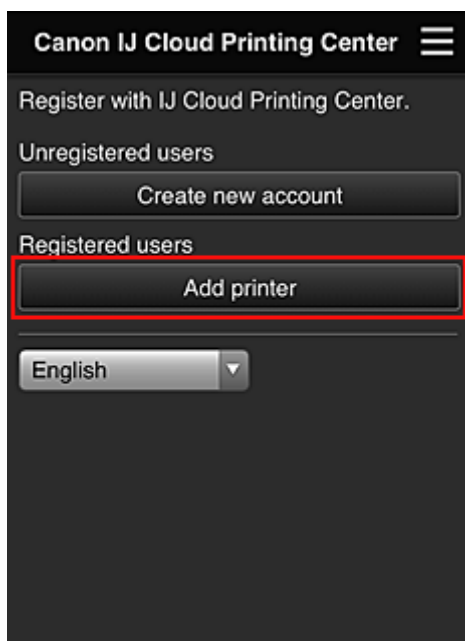 Canon IJ Cloud Printing Center
Register with IJ Cloud Printing Center.
Unregistered users
Create new account
Registered users
Add printer
English